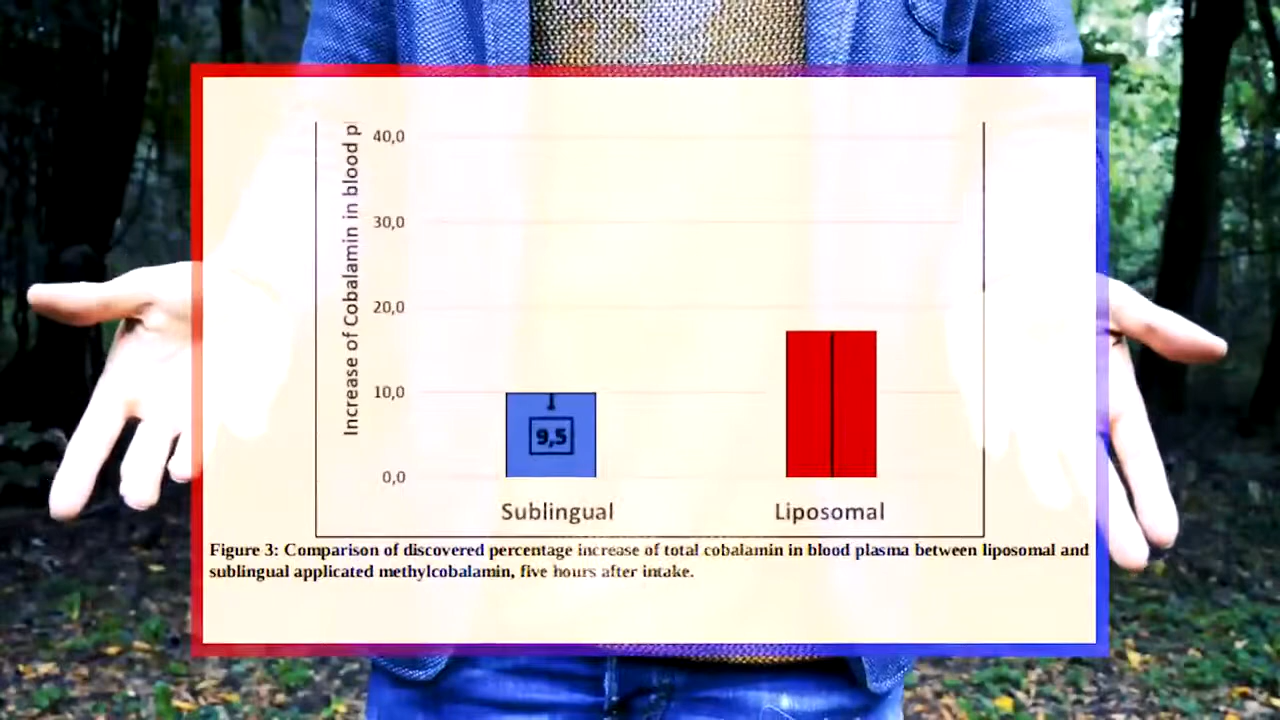 Increase of Cobalamin in blood p
40,0
30,0
20,0
10,0
0,0
9,5
Sublingual
Liposomal
Figure 3: Comparison of discovered percentage increase of total cobalamin in blood plasma between liposomal and
sublingual applicated methylcobalamin, five hours after intake.